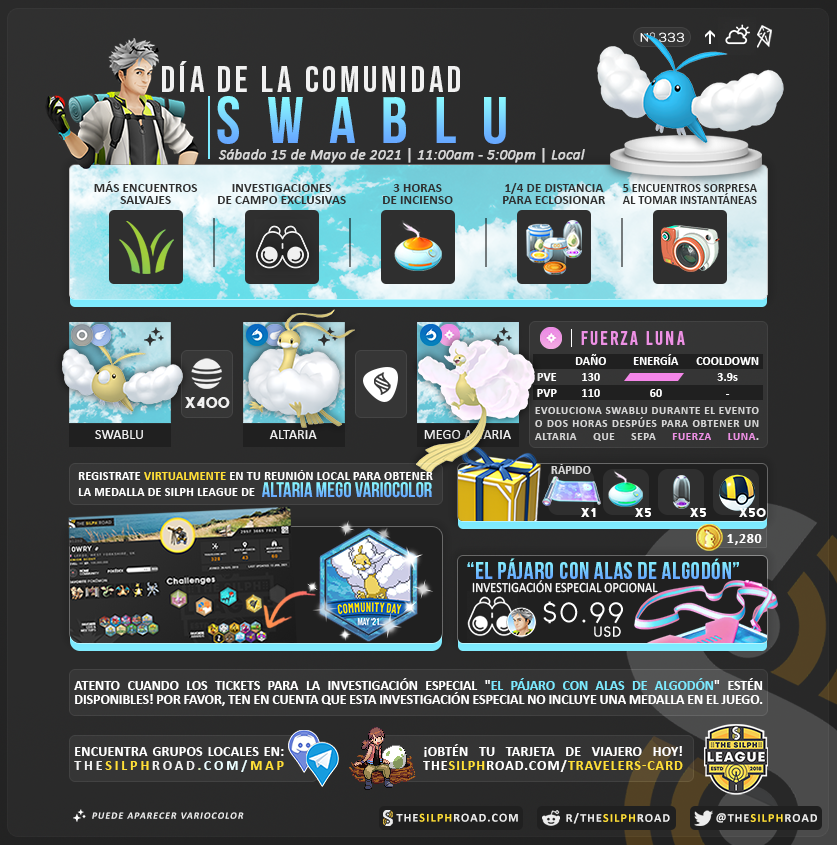 Nº 333
DÍA DE LA COMUNIDAD
SWABLU
Sábado 15 de Mayo de 2021 | 11:00am - 5:00pm | Local
MÁS ENCUENTROS
SALVAJES
INVESTIGACIONES
DE CAMPO EXCLUSIVAS
3 HORAS
DE INCIENSO
1/4 DE DISTANCIA
PARA ECLOSIONAR
5 ENCUENTROS SORPRESA
AL TOMAR INSTANTÁNEAS
X400
SWABLU
ALTARIA
MEGO ALTARIA
FUERZA LUNA
DAÑO ENERGÍA COOLDOWN
PVE 130 3.9s
PVP 110 60 -
EVOLUCIONA SWABLU DURANTE EL EVENTO
O DOS HORAS DESPÚES PARA OBTENER UN
ALTARIA QUE SEPA FUERZA LUNA.
REGISTRATE VIRTUALMENTE EN TU REUNIÓN LOCAL PARA OBTENER
LA MEDALLA DE SILPH LEAGUE DE ALTARIA MEGO VARIOCOLOR
THE SILPH ROAD
OWRY
Challenges
COMMUNITY DAY
MAY '21
RÁPIDO
X1 X5 X5 X50
1,280
"EL PÁJARO CON ALAS DE ALGODÓN"
INVESTIGACIÓN ESPECIAL OPCIONAL
$0.99
USD
ATENTO CUANDO LOS TICKETS PARA LA INVESTIGACIÓN ESPECIAL "EL PÁJARO CON ALAS DE ALGODÓN" ESTÉN
DISPONIBLES! POR FAVOR, TEN EN CUENTA QUE ESTA INVESTIGACIÓN ESPECIAL NO INCLUYE UNA MEDALLA EN EL JUEGO.
ENCUENTRA GRUPOS LOCALES EN:
THESILPHROAD.COM/MAP
¡OBTÉN TU TARJETA DE VIAJERO HOY!
THESILPHROAD.COM/TRAVELERS-CARD
THE SILPH
LEAGUE
ESTD 2018
PUEDE APARECER VARIOCOLOR
THESILPHROAD.COM
R/THESILPHROAD
@THESILPHROAD